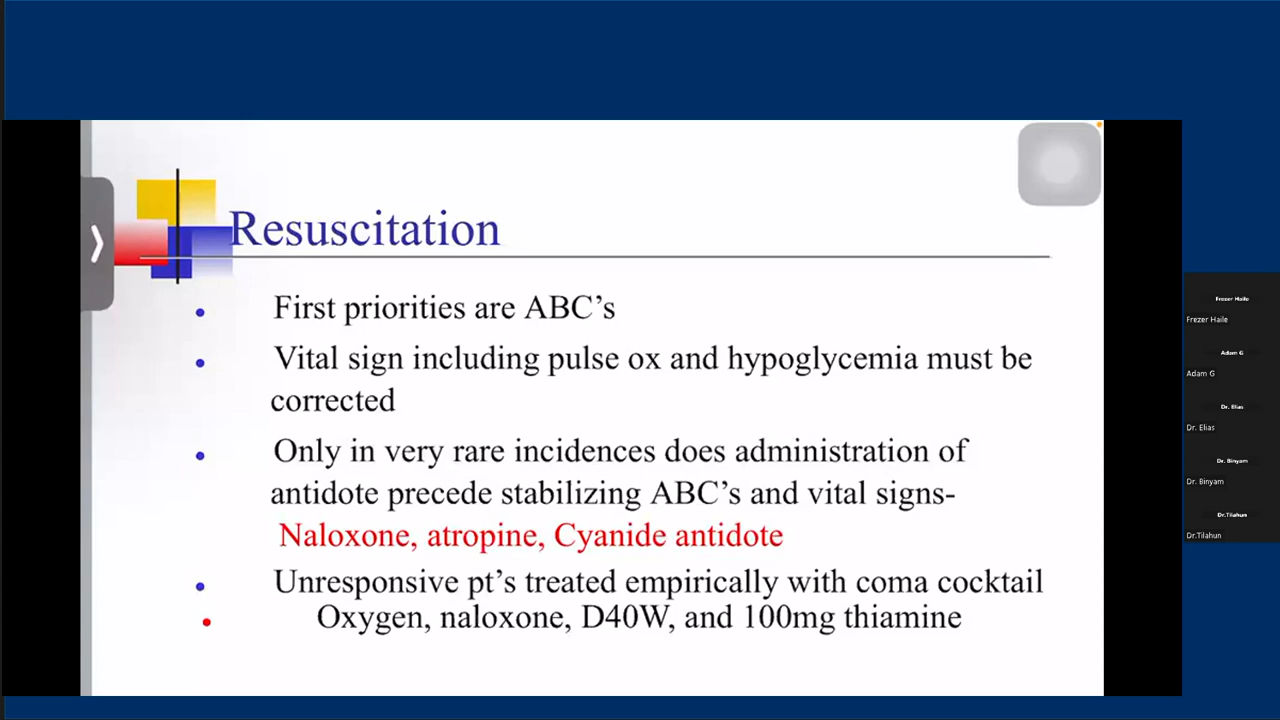 Resuscitation
First priorities are ABC's
Vital sign including pulse ox and hypoglycemia must be
corrected
Only in very rare incidences does administration of
antidote precede stabilizing ABC's and vital signs-
Naloxone, atropine, Cyanide antidote
Unresponsive pt's treated empirically with coma cocktail
Oxygen, naloxone, D40W, and 100mg thiamine
Frezer Haile
Frezer Haile
Adam G
Adam G
Dr. Elias
Dr. Elias
Dr. Binyam
Dr. Binyam
Dr.Tilahun
Dr.Tilahun